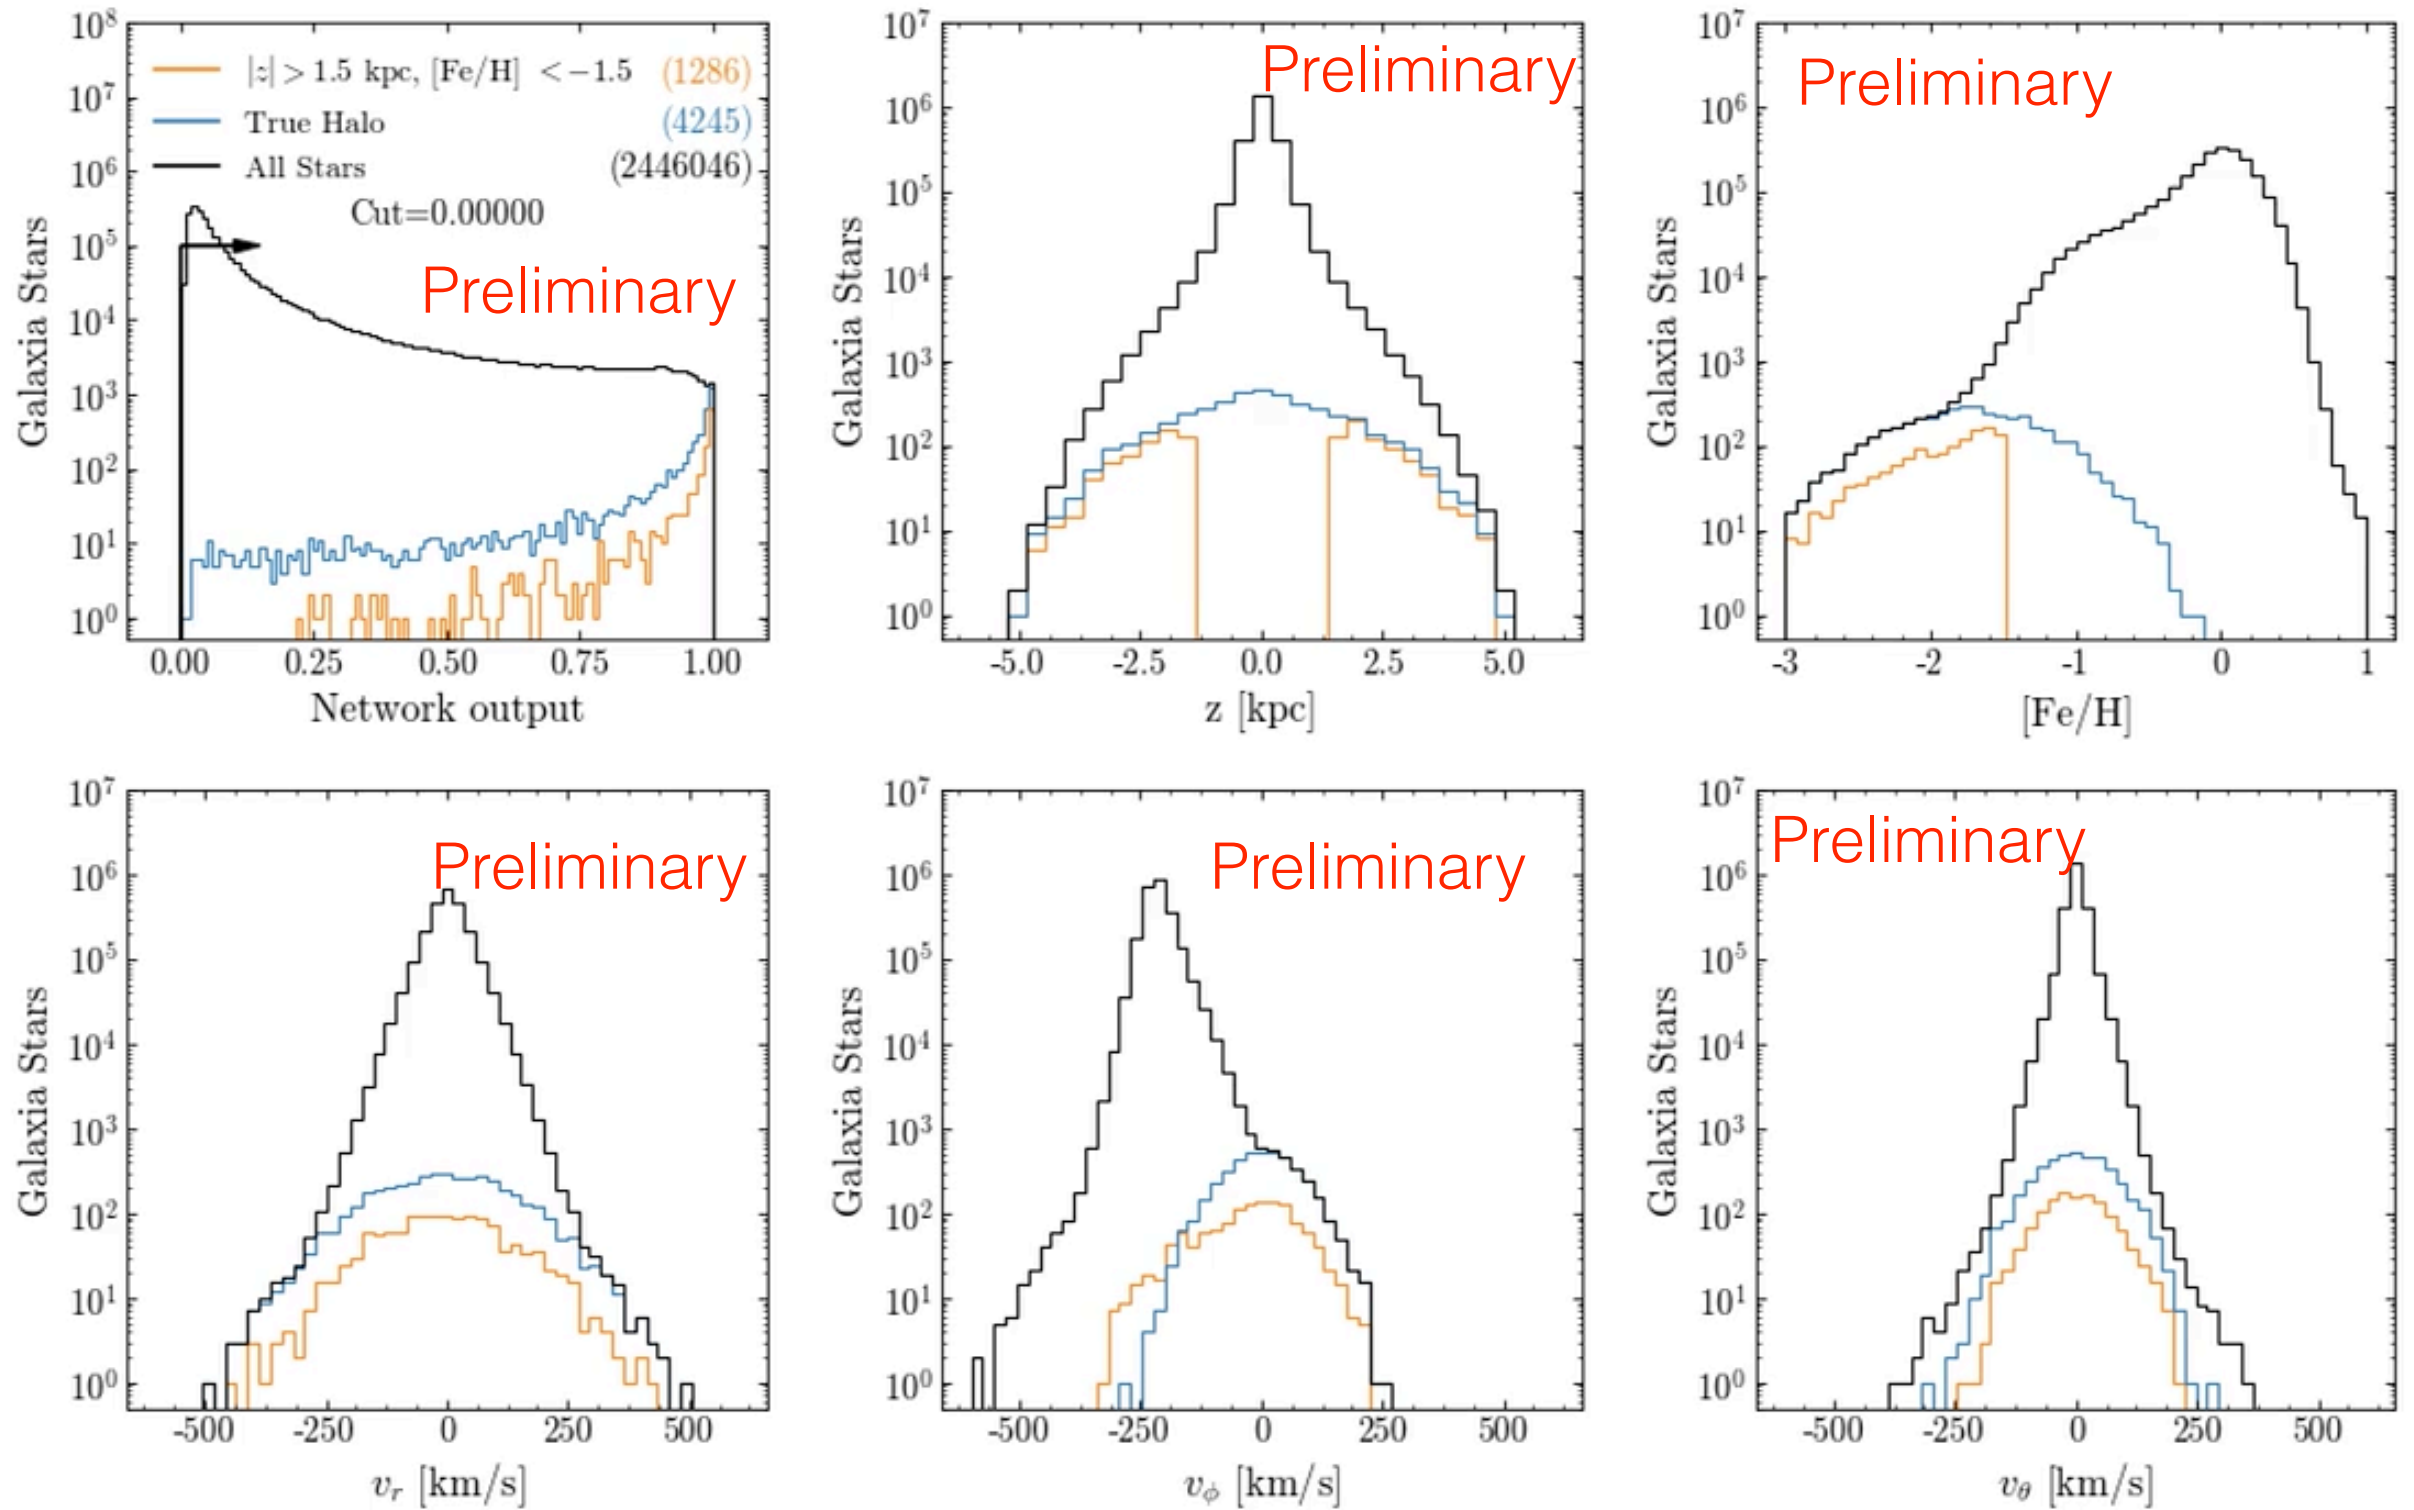 10^8
10^7
10^6
10^5
10^4
10^3
10^2
10^1
10^0
Galaxia Stars
|z| > 1.5 kpc, [Fe/H] < −1.5 (1286)
True Halo (4245)
All Stars (2446046)
Cut=0.00000
Preliminary
0.00 0.25 0.50 0.75 1.00
Network output
10^7
10^6
10^5
10^4
10^3
10^2
10^1
10^0
Galaxia Stars
Preliminary
-5.0 -2.5 0.0 2.5 5.0
z [kpc]
10^7
10^6
10^5
10^4
10^3
10^2
10^1
10^0
Galaxia Stars
Preliminary
-3 -2 -1 0 1
[Fe/H]
10^7
10^6
10^5
10^4
10^3
10^2
10^1
10^0
Galaxia Stars
Preliminary
-500 -250 0 250 500
v_r [km/s]
10^7
10^6
10^5
10^4
10^3
10^2
10^1
10^0
Galaxia Stars
Preliminary
-500 -250 0 250 500
v_ϕ [km/s]
10^7
10^6
10^5
10^4
10^3
10^2
10^1
10^0
Galaxia Stars
Preliminary
-500 -250 0 250 500
v_θ [km/s]